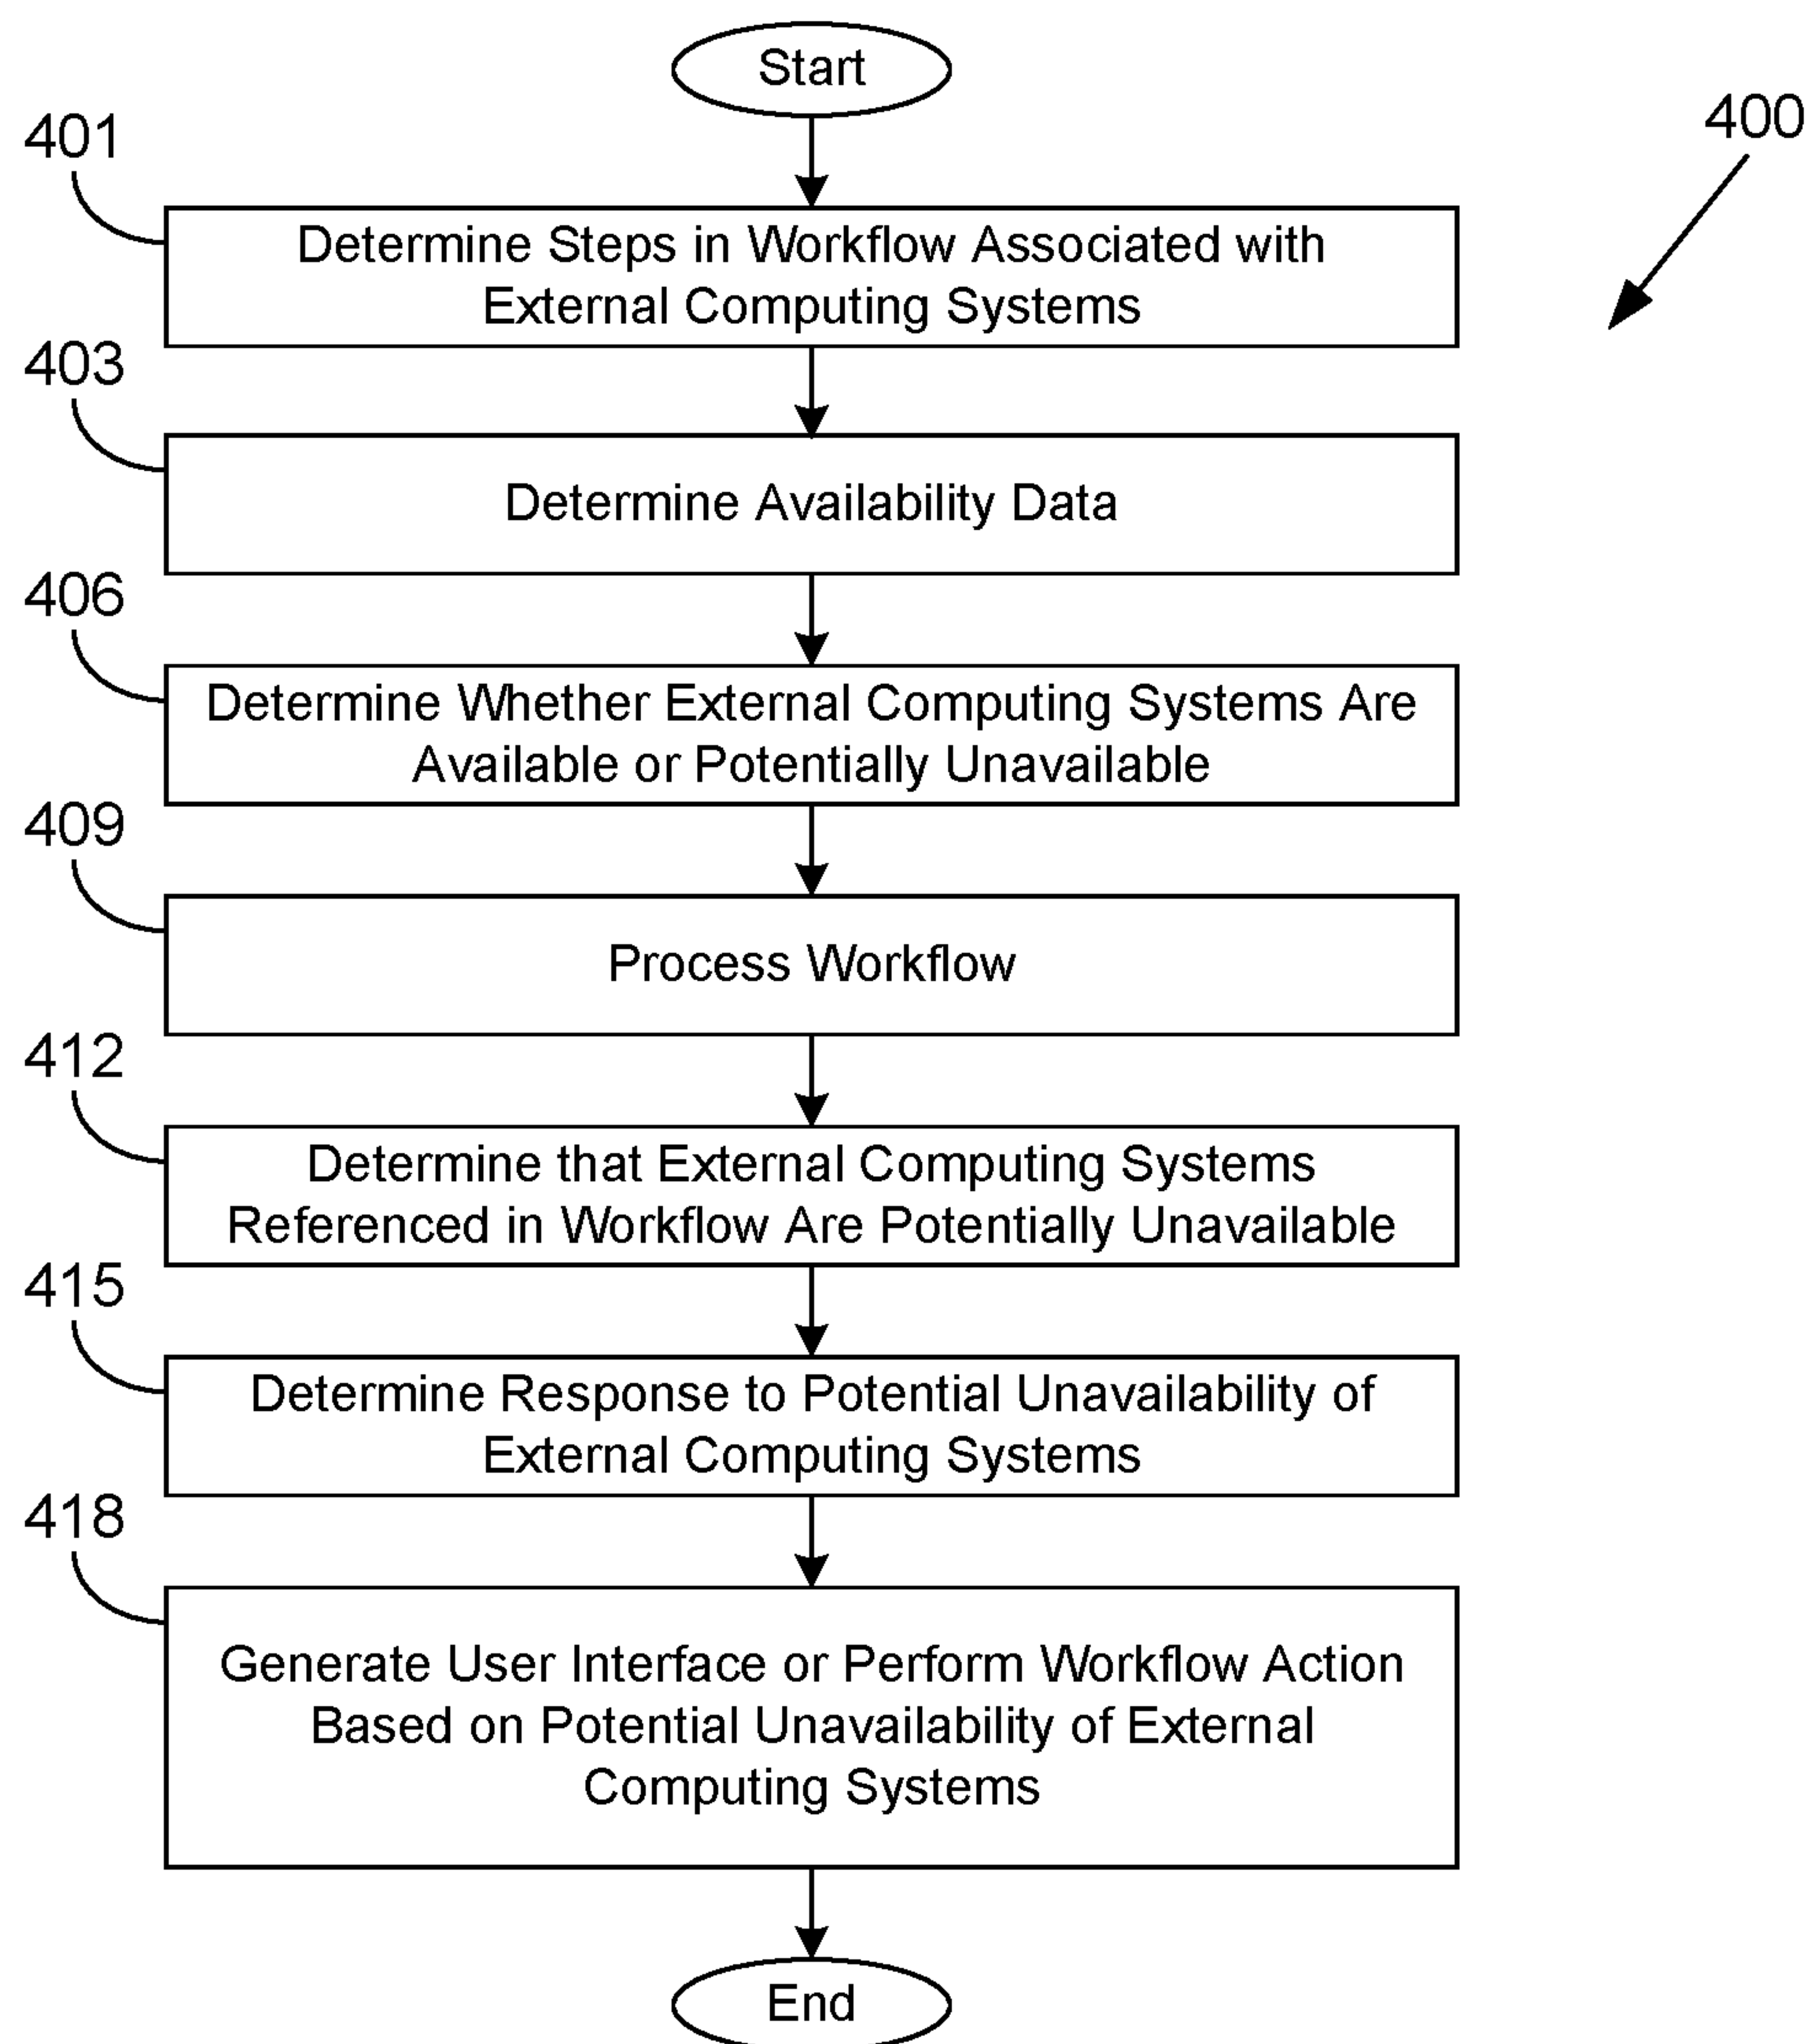 Start
400
401
Determine Steps in Workflow Associated with
External Computing Systems
403
Determine Availability Data
406
Determine Whether External Computing Systems Are
Available or Potentially Unavailable
409
Process Workflow
412
Determine that External Computing Systems
Referenced in Workflow Are Potentially Unavailable
415
Determine Response to Potential Unavailability of
External Computing Systems
418
Generate User Interface or Perform Workflow Action
Based on Potential Unavailability of External
Computing Systems
End